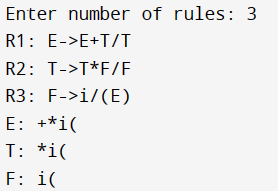 Enter number of rules: 3
R1: E->E+T/T
R2: T->T*F/F
R3: F->i/(E)
E: +*i(
T: *i(
F: i(